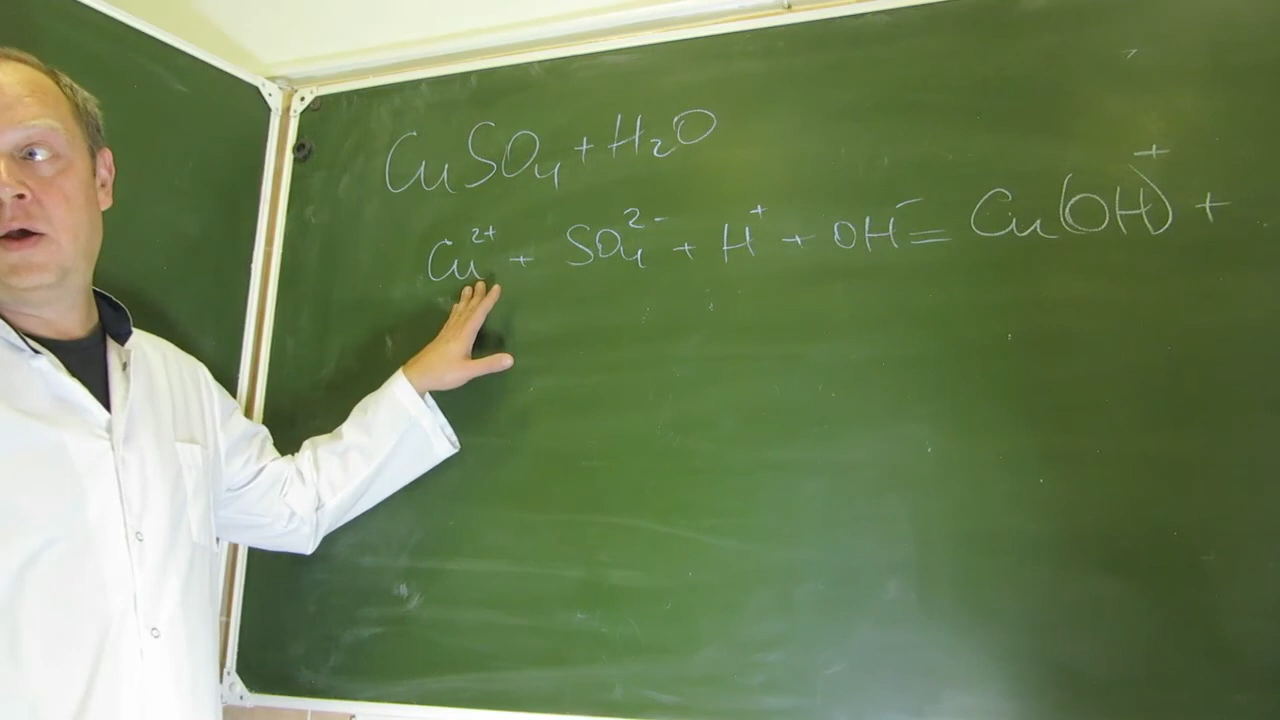 CuSO₄ + H₂O
Cu²⁺ + SO₄²⁻ + H⁺ + OH⁻ = Cu(OH)⁺ +